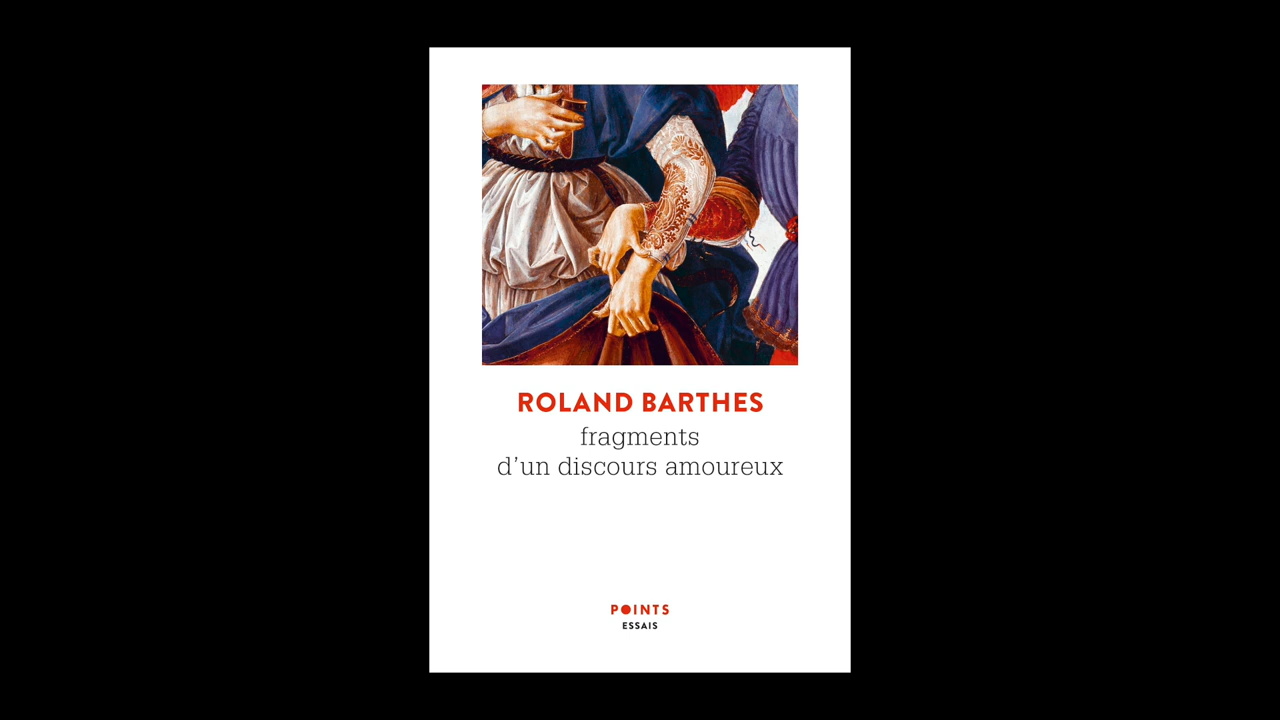 ROLAND BARTHES
fragments
d’un discours amoureux
POINTS
ESSAIS